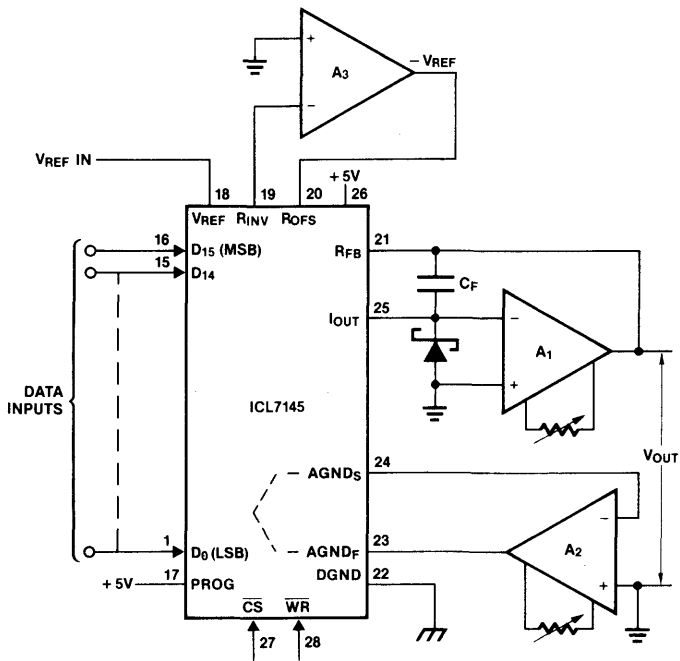 +
A3
− VREF
−
VREF IN
+ 5V
18 19 20 26
VREF RINV ROFS
16 D15 (MSB)
15 D14
RFB 21
CF
IOUT 25
−
A1
+
DATA
INPUTS
ICL7145
VOUT
AGNDS 24
−
A2
1 D0 (LSB)
AGNDF 23
+ 5V 17 PROG
DGND 22
+
CS WR
27 28